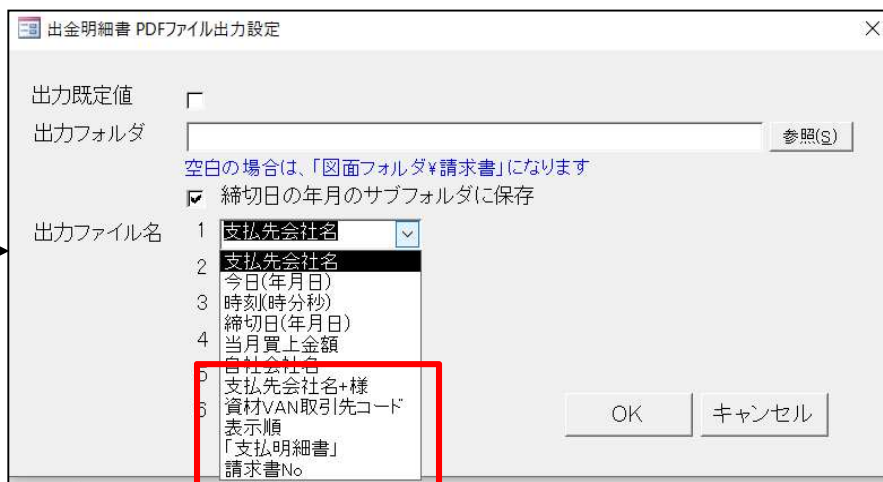 出金明細書 PDFファイル出力設定
出力既定値
出力フォルダ
参照(S)
空白の場合は、「図面フォルダ¥請求書」になります
締切日の年月のサブフォルダに保存
出力ファイル名
1 支払先会社名
2
3
4
5
6
支払先会社名
今日(年月日)
時刻(時分秒)
締切日(年月日)
当月買上金額
自社会社名
支払先会社名+様
資材VAN取引先コード
表示順
「支払明細書」
請求書No
OK
キャンセル